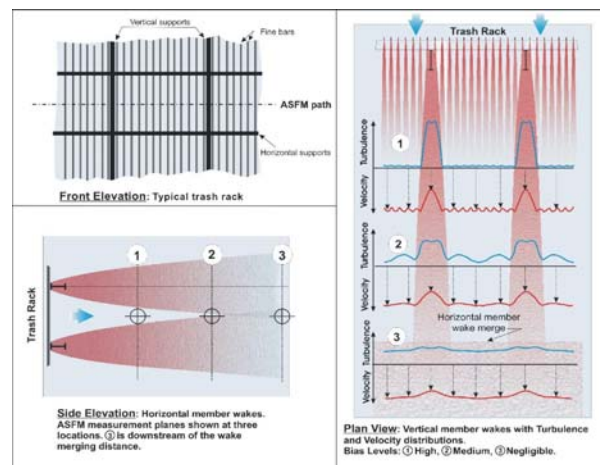 Vertical supports
Fine bars
ASFM path
Horizontal supports
Front Elevation: Typical trash rack
1
2
3
Trash Rack
Side Elevation: Horizontal member wakes.
ASFM measurement planes shown at three
locations. ③ is downstream of the wake
merging distance.
Trash Rack
Turbulence
1
Velocity
Turbulence
2
Velocity
Horizontal member
wake merge
Turbulence
3
Velocity
Plan View: Vertical member wakes with Turbulence
and Velocity distributions.
Bias Levels: ① High, ② Medium, ③ Negligible.